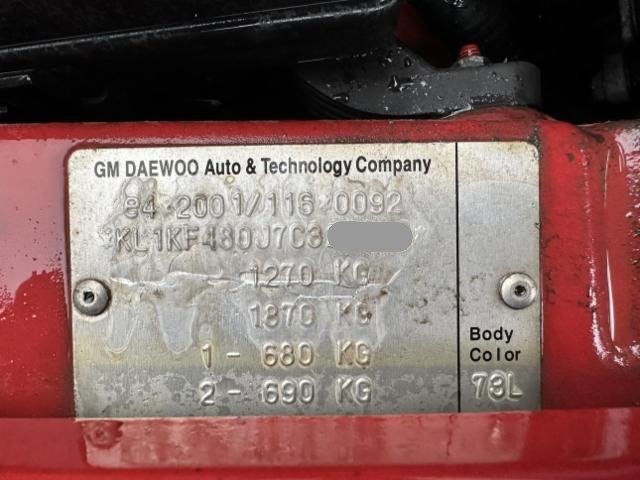 GM DAEWOO Auto & Technology Company
e4*2001/116*0092
*KL1KF480J7C3
1270 KG
1870 KG
1 - 680 KG
2 - 690 KG
Body
Color
73L